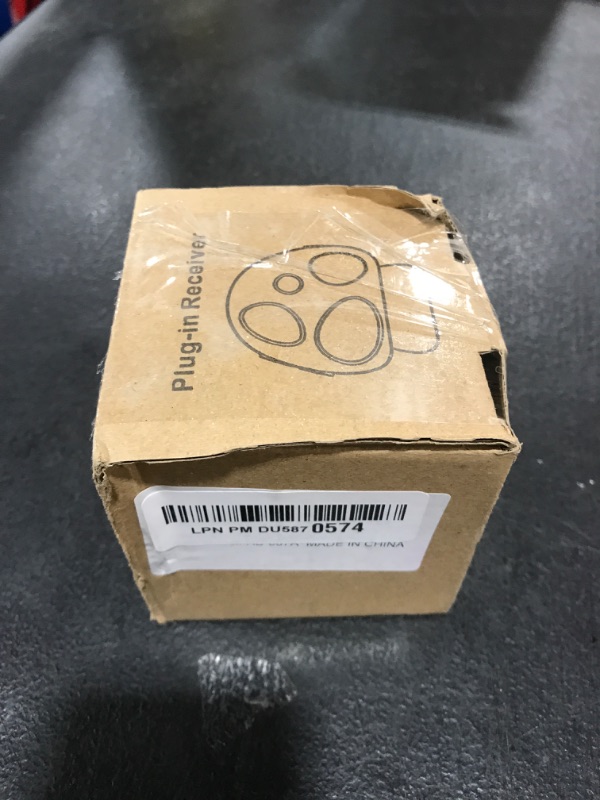 Plug-in Receiver
LPN PM DU587 0574
MADE IN CHINA